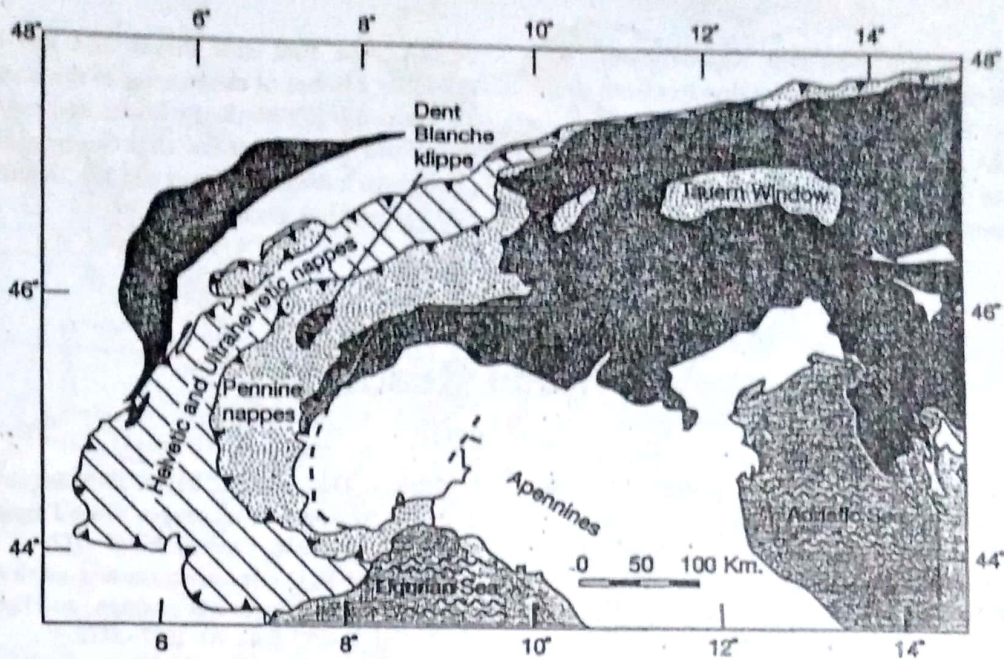 6°
8°
10°
12°
14°
48°
48°
Dent
Blanche
klippe
Tauern Window
46°
46°
Helvetic and Ultrahelvetic nappes
Pennine
nappes
Apennines
Adriatic Sea
44°
44°
0 50 100 Km.
Ligurian Sea
6°
8°
10°
12°
14°